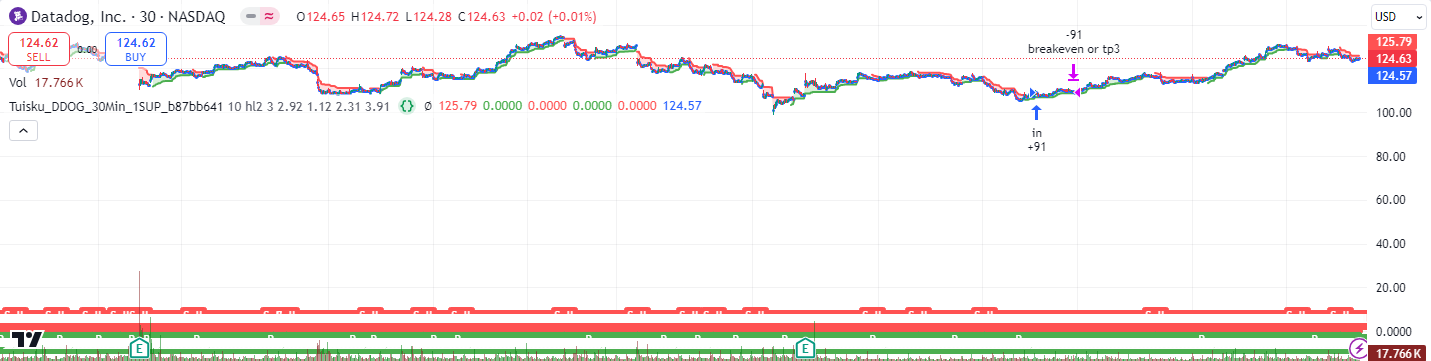 Datadog, Inc. · 30 · NASDAQ O124.65 H124.72 L124.28 C124.63 +0.02 (+0.01%)
USD
124.62
SELL
0.00
124.62
BUY
-91
breakeven or tp3
125.79
124.63
124.57
Vol 17.766 K
Tuisku_DDOG_30Min_1SUP_b87bb641 10 hl2 3 2.92 1.12 2.31 3.91 Ø 125.79 0.0000 0.0000 0.0000 0.0000 124.57
100.00
in
+91
80.00
60.00
40.00
20.00
0.0000
E
E
17.766 K